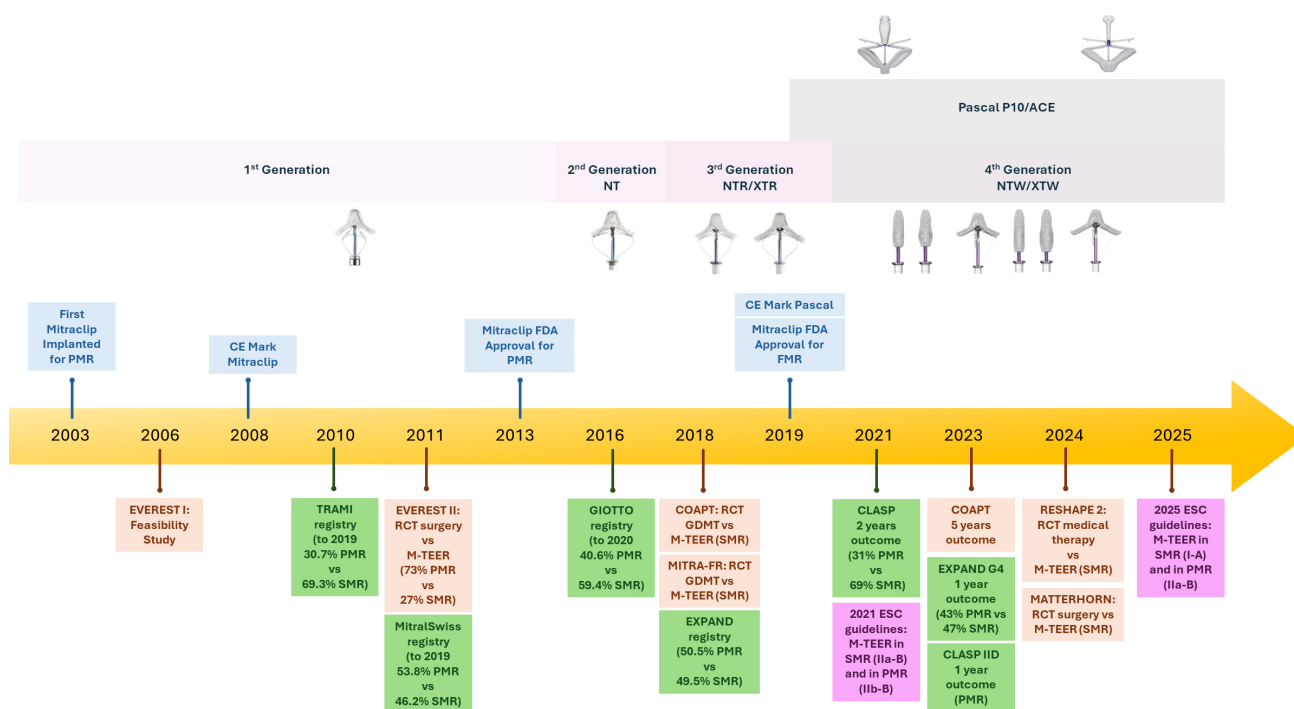 Pascal P10/ACE
1st Generation
2nd Generation
NT
3rd Generation
NTR/XTR
4th Generation
NTW/XTW
First
Mitraclip
Implanted
for PMR
CE Mark
Mitraclip
Mitraclip FDA
Approval for
PMR
CE Mark Pascal
Mitraclip FDA
Approval for
FMR
2003
2006
2008
2010
2011
2013
2016
2018
2019
2021
2023
2024
2025
EVEREST I:
Feasibility
Study
TRAMI
registry
(to 2019
30.7% PMR
vs
69.3% SMR)
EVEREST II:
RCT surgery
vs
M-TEER
(73% PMR
vs
27% SMR)
MitralSwiss
registry
(to 2019
53.8% PMR
vs
46.2% SMR)
GIOTTO
registry
(to 2020
40.6% PMR
vs
59.4% SMR)
COAPT: RCT
GDMT vs
M-TEER (SMR)
MITRA-FR: RCT
GDMT vs
M-TEER (SMR)
EXPAND
registry
(50.5% PMR
vs
49.5% SMR)
CLASP
2 years
outcome
(31% PMR
vs
69% SMR)
2021 ESC
guidelines:
M-TEER in
SMR (IIa-B)
and in PMR
(IIb-B)
COAPT
5 years
outcome
EXPAND G4
1 year
outcome
(43% PMR vs
47% SMR)
CLASP IID
1 year
outcome
(PMR)
RESHAPE 2:
RCT medical
therapy
vs
M-TEER (SMR)
MATTERHORN:
RCT surgery vs
M-TEER (SMR)
2025 ESC
guidelines:
M-TEER in
SMR (I-A)
and in PMR
(IIa-B)